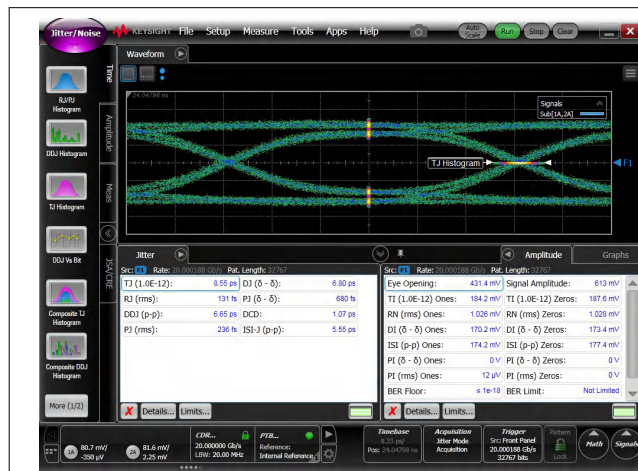 Jitter/Noise
KEYSIGHT
File Setup Measure Tools Apps Help
Auto Scale
Run
Stop
Clear
Waveform
RJ/PJ
Histogram
DDJ Histogram
TJ Histogram
DDJ Vs Bit
Composite TJ
Histogram
Composite DDJ
Histogram
More (1/2)
Time
Amplitude
Meas
JSA/CRE
24.04798 ns
Signals
Sub[1A,2A]
TJ Histogram
F1
Jitter
Src: F1 Rate: 20.000188 Gb/s Pat. Length: 32767
TJ (1.0E-12): 8.55 ps DJ (δ - δ): 6.80 ps
RJ (rms): 131 fs PJ (δ - δ): 680 fs
DDJ (p-p): 6.65 ps DCD: 1.07 ps
PJ (rms): 236 fs ISI-J (p-p): 5.55 ps
Details... Limits...
Amplitude
Graphs
Src: F1 Rate: 20.000188 Gb/s Pat. Length: 32767
Eye Opening: 431.4 mV Signal Amplitude: 613 mV
TI (1.0E-12) Ones: 184.2 mV TI (1.0E-12) Zeros: 187.6 mV
RN (rms) Ones: 1.026 mV RN (rms) Zeros: 1.028 mV
DI (δ - δ) Ones: 170.2 mV DI (δ - δ) Zeros: 173.4 mV
ISI (p-p) Ones: 174.2 mV ISI (p-p) Zeros: 177.4 mV
PI (δ - δ) Ones: 0 V PI (δ - δ) Zeros: 0 V
PI (rms) Ones: 12 µV PI (rms) Zeros: 0 V
BER Floor: ≤ 1e-18 BER Limit: Not Limited
Details... Limits...
1A 80.7 mV/
-350 µV
2A 81.6 mV/
2.25 mV
CDR...
20.00000 Gb/s
LBW: 20.00 MHz
PTB...
Reference:
Internal Reference
Timebase
8.33 ps/
Pos: 24.04798 ns
Acquisition
Jitter Mode
Acquisition
Trigger
Src: Front Panel
20.000188 Gb/s
32767 bits
Pattern
Lock
Math
Signals